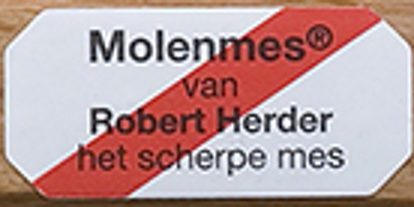 Molenmes®
van
Robert Herder
het scherpe mes